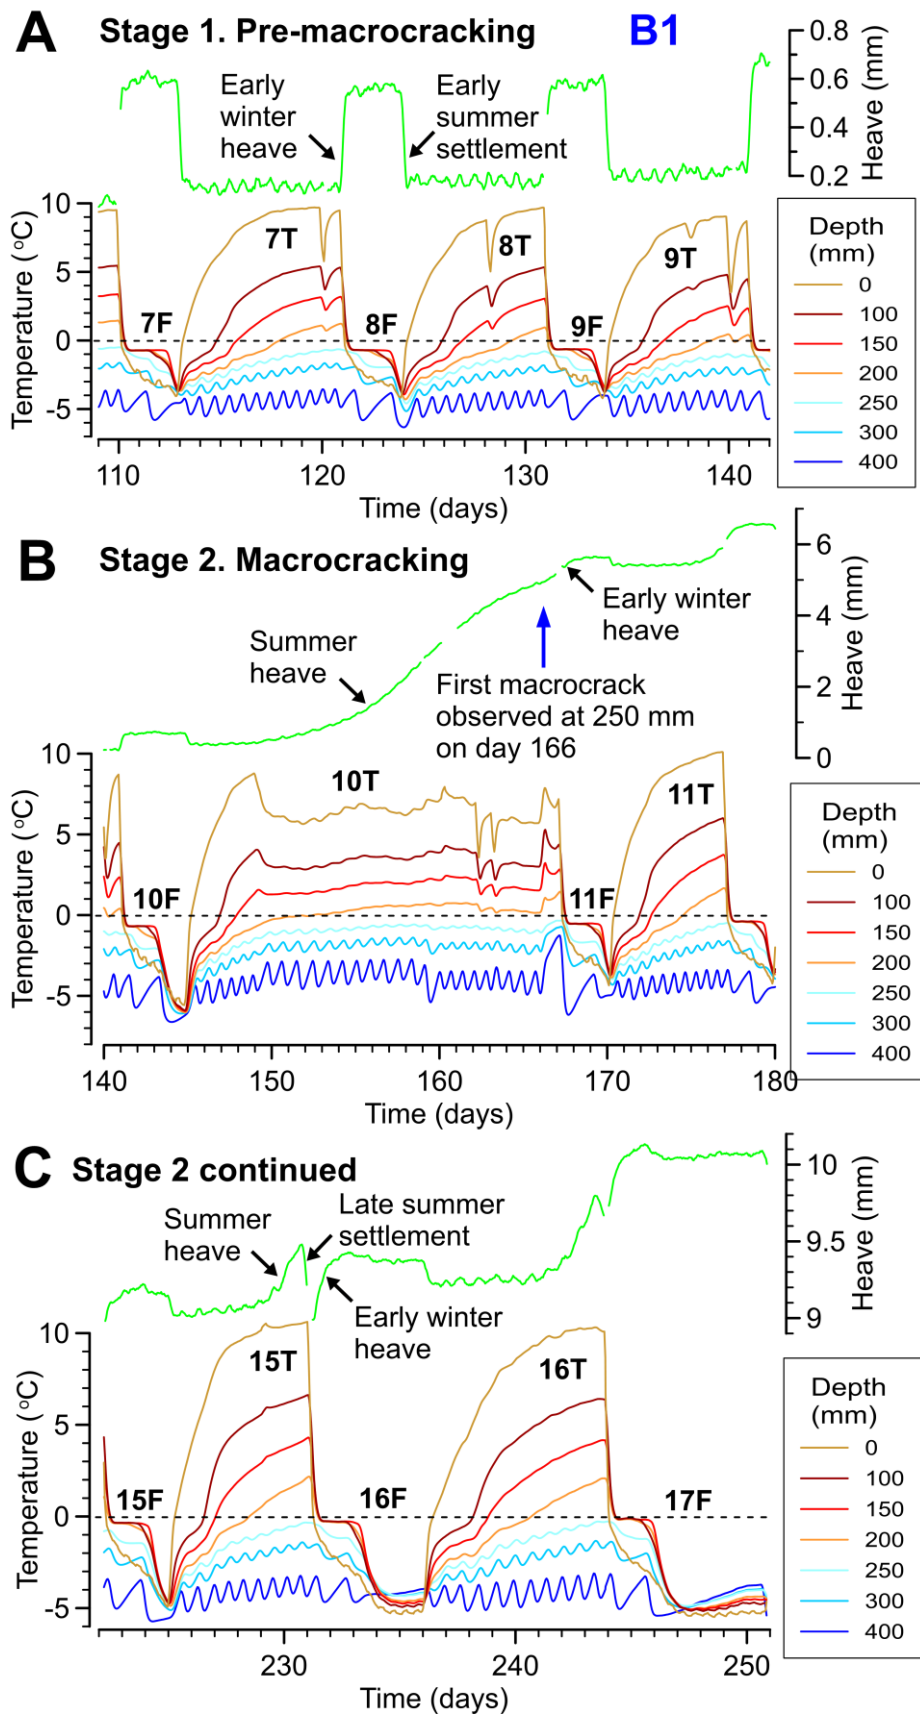 A Stage 1. Pre-macrocracking B1
0.8
0.6
0.4
0.2
Heave (mm)
Early
winter
heave
Early
summer
settlement
10
5
0
-5
Temperature (°C)
7F
7T
8F
8T
9F
9T
110
120
130
140
Time (days)
Depth
(mm)
0
100
150
200
250
300
400
B Stage 2. Macrocracking
6
4
2
0
Heave (mm)
Summer
heave
Early winter
heave
First macrocrack
observed at 250 mm
on day 166
10
5
0
-5
Temperature (°C)
10F
10T
11F
11T
140
150
160
170
180
Time (days)
Depth
(mm)
0
100
150
200
250
300
400
C Stage 2 continued
10
9.5
9
Heave (mm)
Summer
heave
Late summer
settlement
Early winter
heave
10
5
0
-5
Temperature (°C)
15F
15T
16F
16T
17F
230
240
250
Time (days)
Depth
(mm)
0
100
150
200
250
300
400